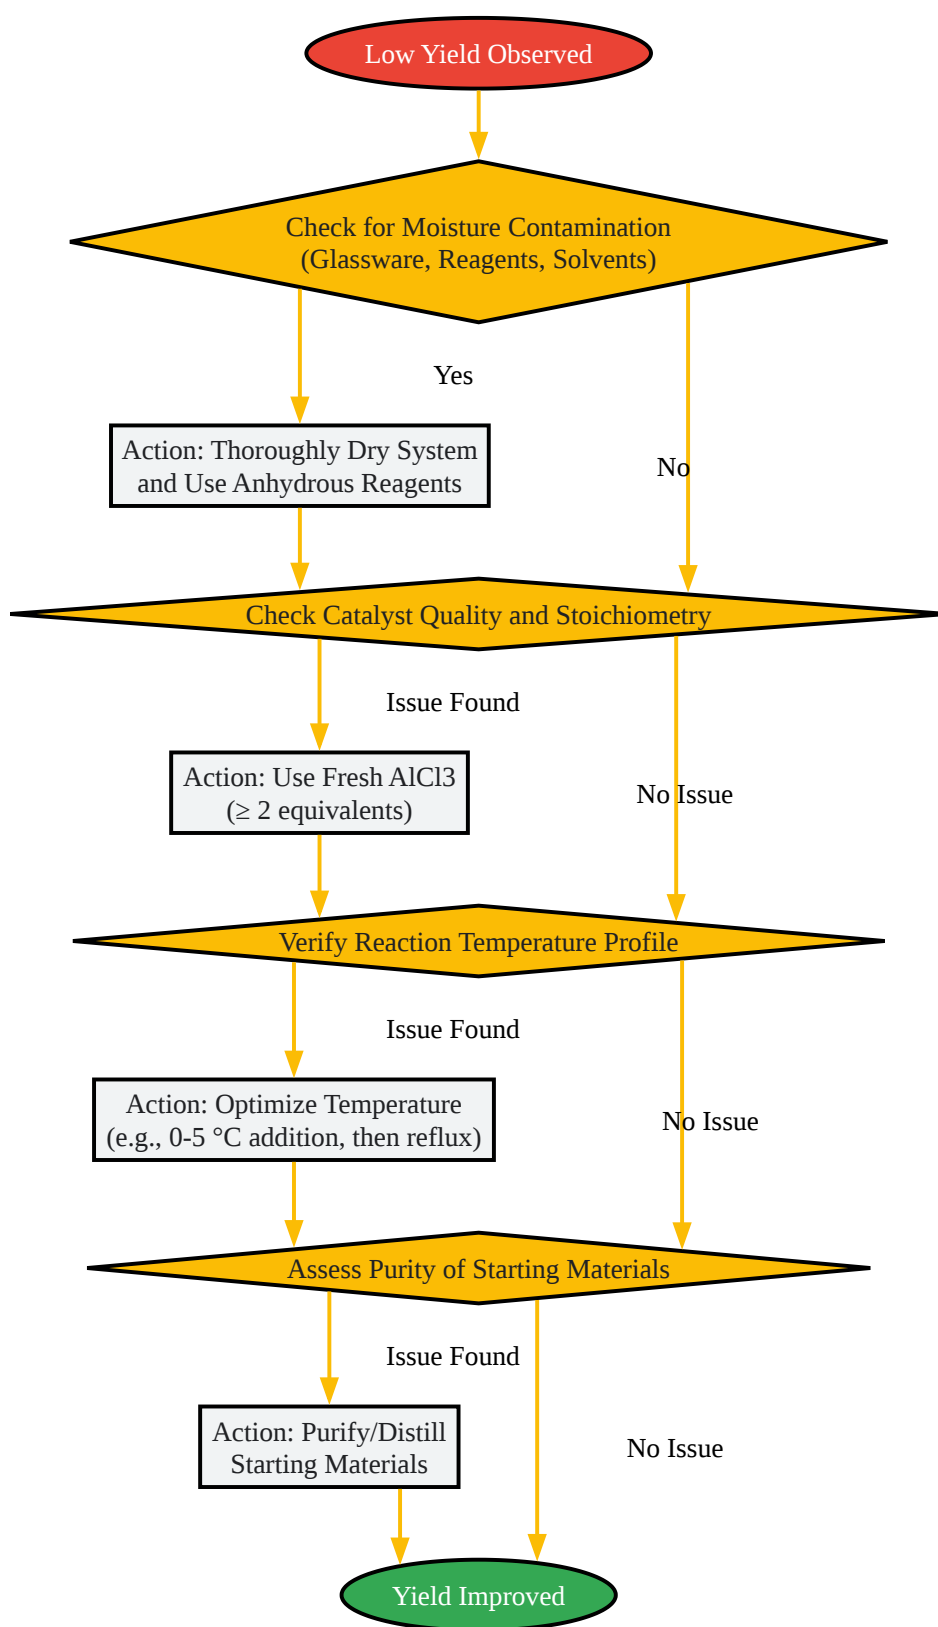 Low Yield Observed
Check for Moisture Contamination
(Glassware, Reagents, Solvents)
Yes
Action: Thoroughly Dry System
and Use Anhydrous Reagents
No
Check Catalyst Quality and Stoichiometry
Issue Found
Action: Use Fresh AlCl3
(≥ 2 equivalents)
No Issue
Verify Reaction Temperature Profile
Issue Found
Action: Optimize Temperature
(e.g., 0-5 °C addition, then reflux)
No Issue
Assess Purity of Starting Materials
Issue Found
Action: Purify/Distill
Starting Materials
No Issue
Yield Improved